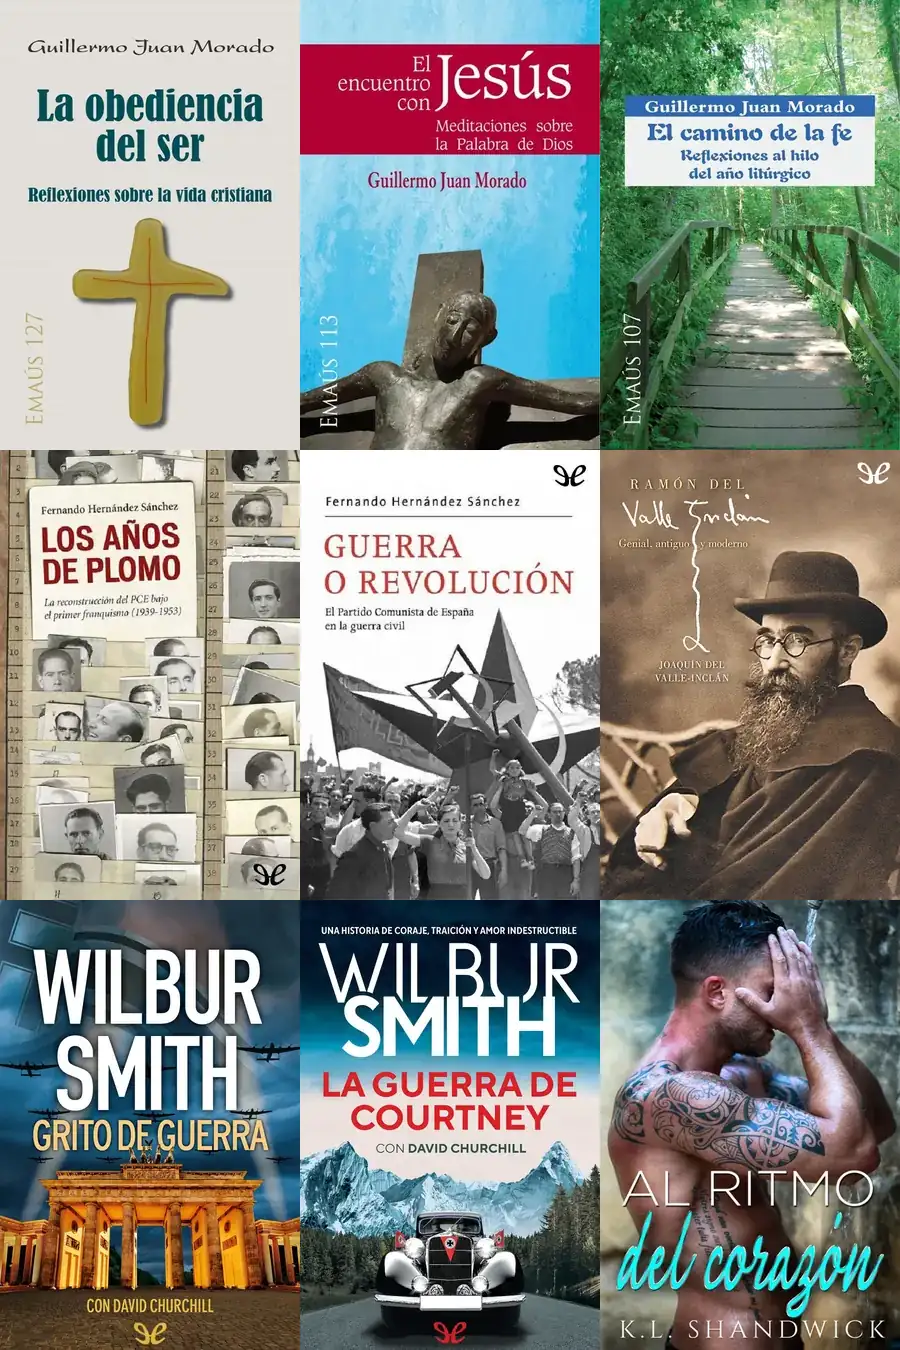 Guillermo Juan Morado
La obediencia
del ser
Reflexiones sobre la vida cristiana
EMAÚS 127
El
encuentro
con
Jesús
Meditaciones sobre
la Palabra de Dios
Guillermo Juan Morado
EMAÚS 113
Guillermo Juan Morado
El camino de la fe
Reflexiones al hilo
del año litúrgico
EMAÚS 107
Fernando Hernández Sánchez
LOS AÑOS
DE PLOMO
La reconstrucción del PCE bajo
el primer franquismo (1939-1953)
Fernando Hernández Sánchez
GUERRA
O REVOLUCIÓN
El Partido Comunista de España
en la guerra civil
RAMÓN DEL
Valle Inclán
Genial, antiguo y moderno
JOAQUÍN DEL
VALLE-INCLÁN
WILBUR
SMITH
GRITO DE GUERRA
CON DAVID CHURCHILL
UNA HISTORIA DE CORAJE, TRAICIÓN Y AMOR INDESTRUCTIBLE
WILBUR
SMITH
LA GUERRA DE
COURTNEY
CON DAVID CHURCHILL
AL RITMO
del corazón
K.L. SHANDWICK